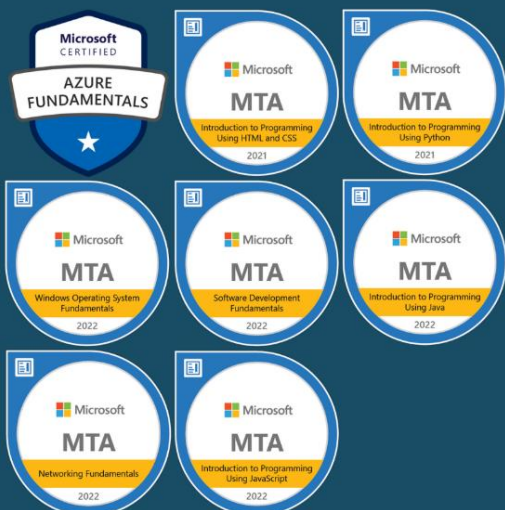 Microsoft
CERTIFIED
AZURE
FUNDAMENTALS
Microsoft
MTA
Introduction to Programming
Using HTML and CSS
2021
Microsoft
MTA
Introduction to Programming
Using Python
2021
Microsoft
MTA
Windows Operating System
Fundamentals
2022
Microsoft
MTA
Software Development
Fundamentals
2022
Microsoft
MTA
Introduction to Programming
Using Java
2022
Microsoft
MTA
Networking Fundamentals
2022
Microsoft
MTA
Introduction to Programming
Using JavaScript
2022